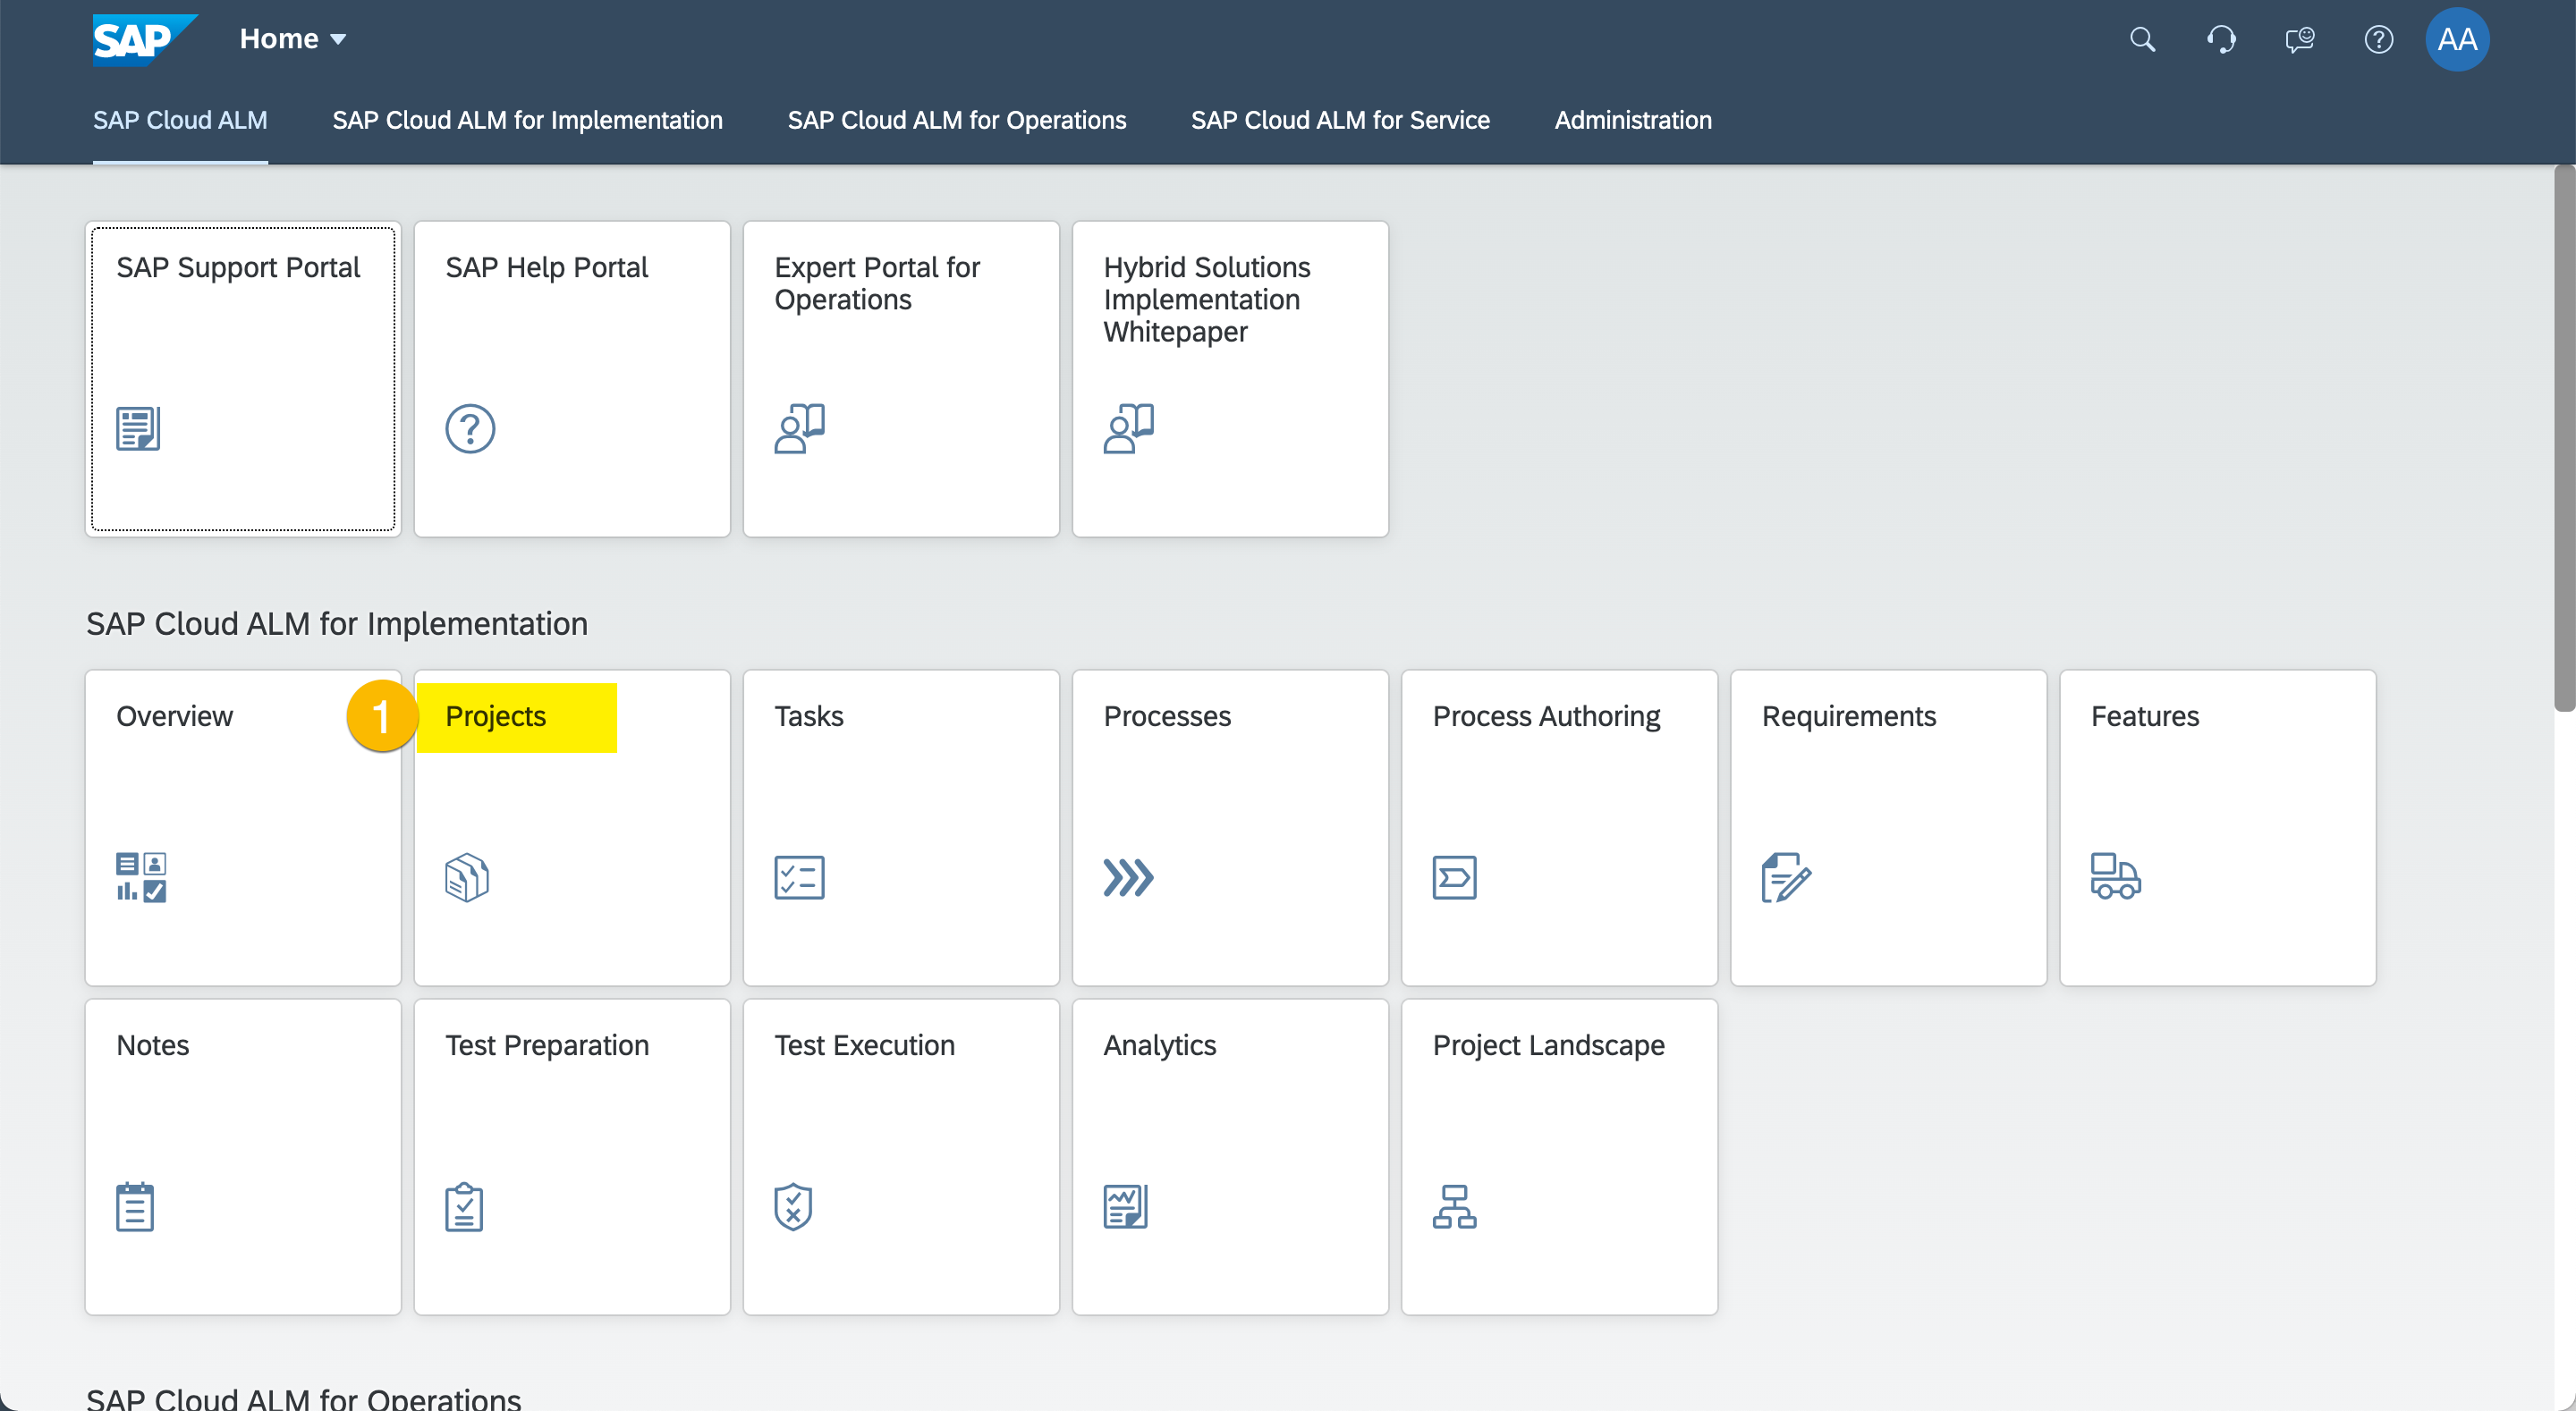 SAP
Home
AA
SAP Cloud ALM
SAP Cloud ALM for Implementation
SAP Cloud ALM for Operations
SAP Cloud ALM for Service
Administration
SAP Support Portal
SAP Help Portal
Expert Portal for
Operations
Hybrid Solutions
Implementation
Whitepaper
SAP Cloud ALM for Implementation
Overview
1
Projects
Tasks
Processes
Process Authoring
Requirements
Features
Notes
Test Preparation
Test Execution
Analytics
Project Landscape
SAP Cloud ALM for Operations